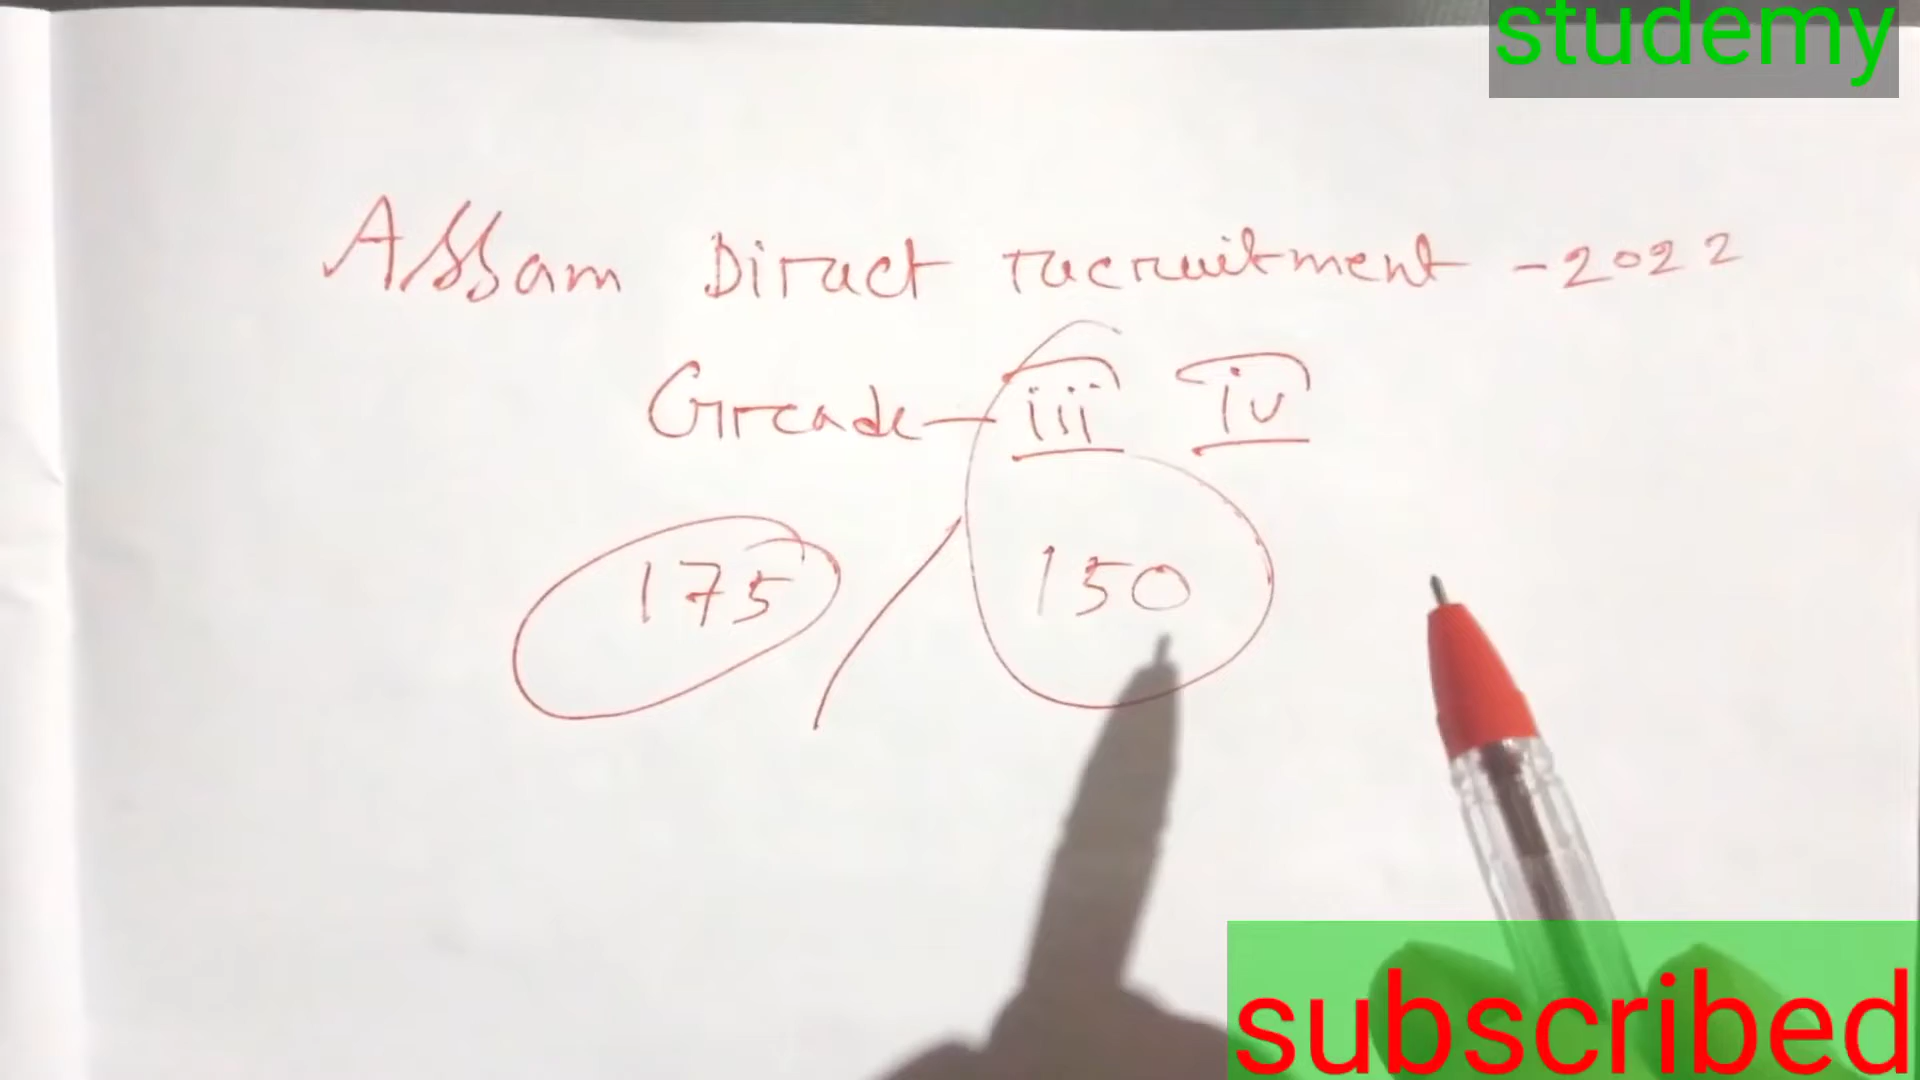 studemy
Assam Direct recruitment - 2022
Grade - iii iv
175 / 150
subscribed